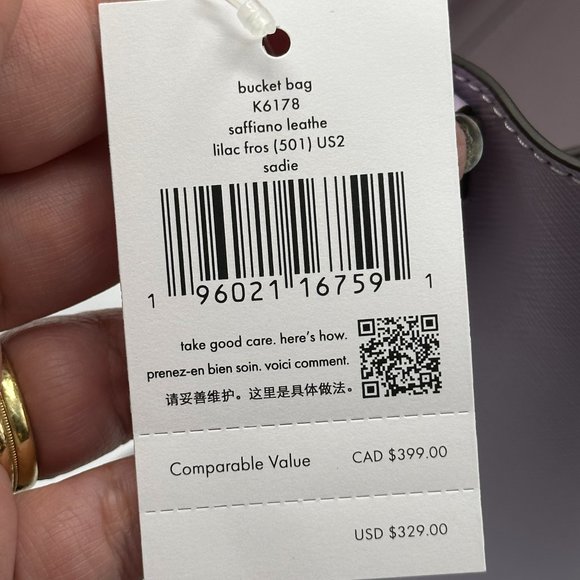 bucket bag
K6178
saffiano leathe
lilac fros (501) US2
sadie
1 96021 16759 1
take good care. here's how.
prenez-en bien soin. voici comment.
请妥善维护。这里是具体做法。
Comparable Value CAD $399.00
USD $329.00